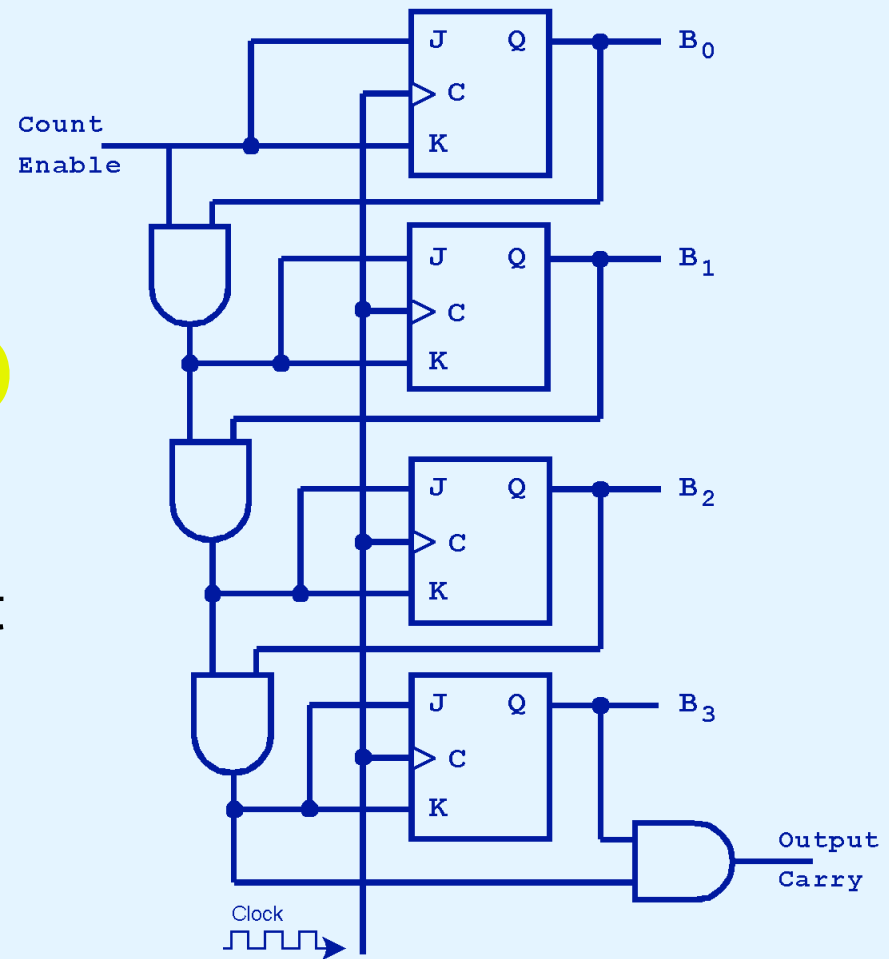 J Q B0
C
Count
Enable
K
J Q B1
C
K
J Q B2
C
K
J Q B3
C
K
Output
Carry
Clock